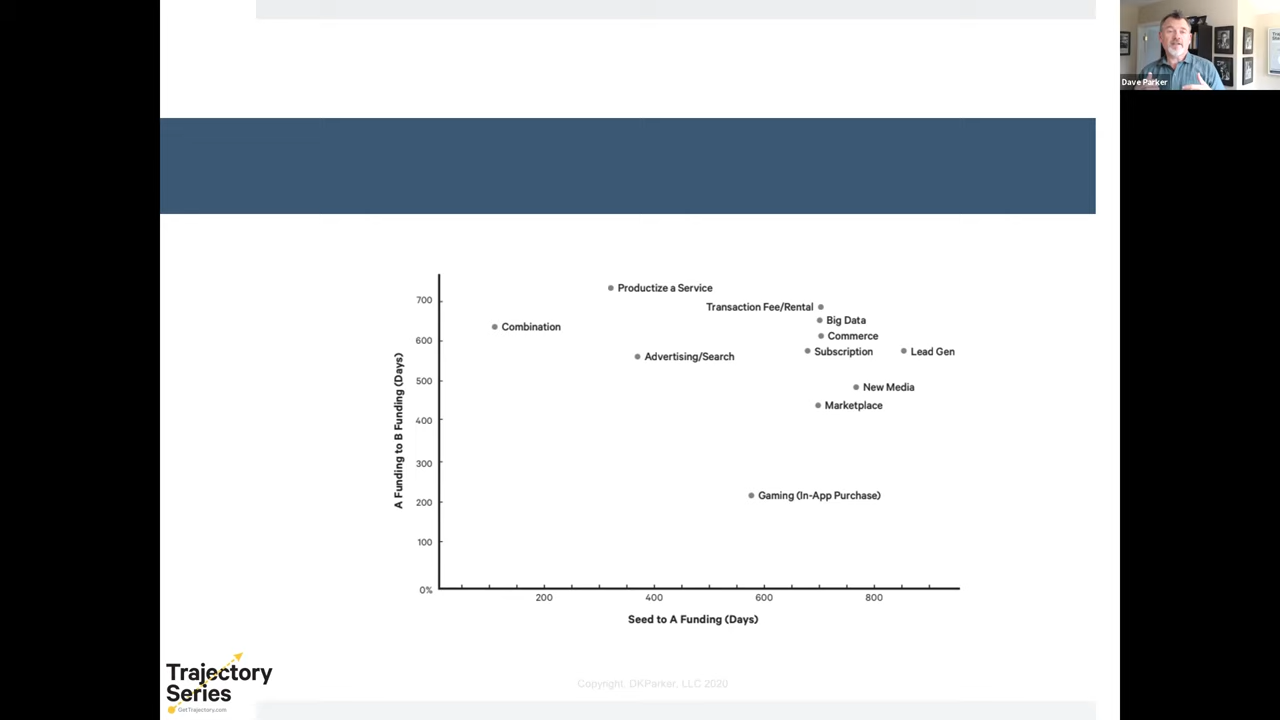 Dave Parker
Productize a Service
700
Transaction Fee/Rental
Big Data
Combination
Commerce
600
Subscription
Lead Gen
Advertising/Search
500
New Media
Marketplace
400
300
Gaming (In-App Purchase)
200
100
0%
A Funding to B Funding (Days)
200 400 600 800
Seed to A Funding (Days)
Trajectory
Series
GetTrajectory.com
Copyright, DKParker, LLC 2020